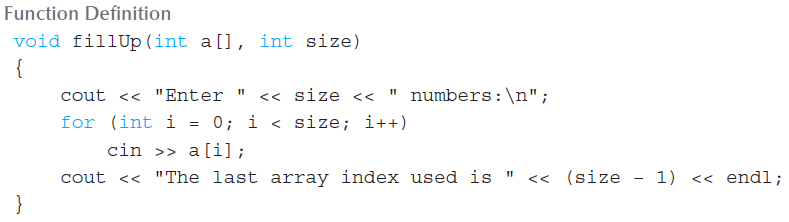 Function Definition
void fillUp(int a[], int size)
{
    cout << "Enter " << size << " numbers:\n";
    for (int i = 0; i < size; i++)
        cin >> a[i];
    cout << "The last array index used is " << (size - 1) << endl;
}